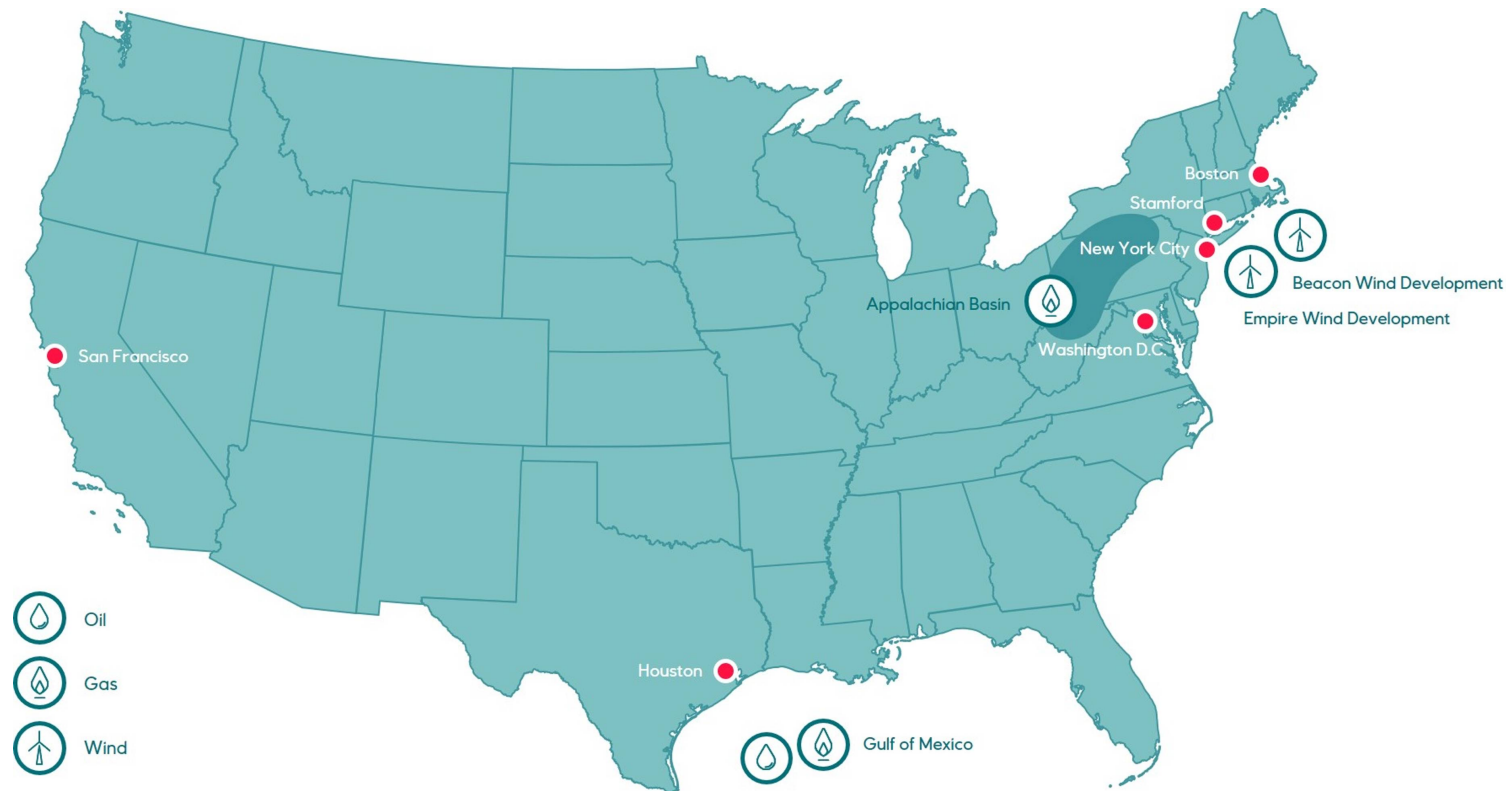 Boston
Stamford
New York City
Beacon Wind Development
Appalachian Basin
Empire Wind Development
Washington D.C.
San Francisco
Oil
Houston
Gas
Gulf of Mexico
Wind